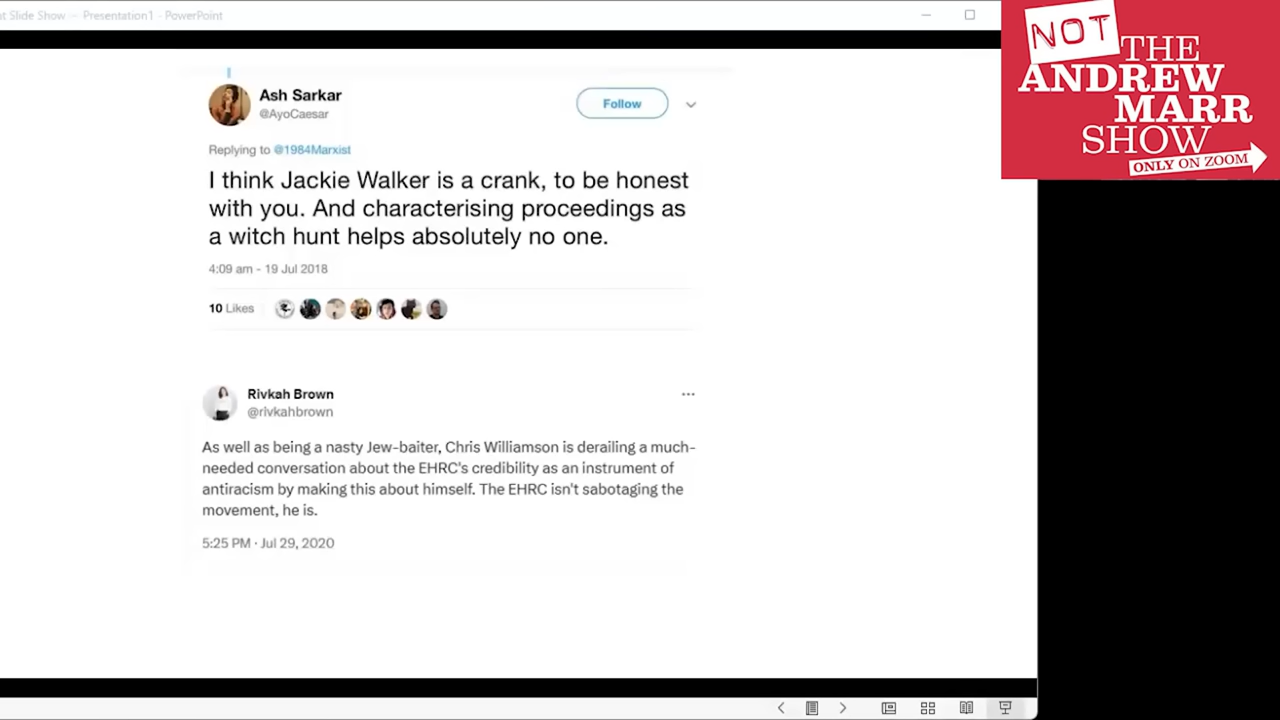 t Slide Show - Presentation1 - PowerPoint
NOT THE
ANDREW
MARR
SHOW
ONLY ON ZOOM
Ash Sarkar
@AyoCaesar
Follow
Replying to @1984Marxist
I think Jackie Walker is a crank, to be honest
with you. And characterising proceedings as
a witch hunt helps absolutely no one.
4:09 am - 19 Jul 2018
10 Likes
Rivkah Brown
@rivkahbrown
As well as being a nasty Jew-baiter, Chris Williamson is derailing a much-
needed conversation about the EHRC's credibility as an instrument of
antiracism by making this about himself. The EHRC isn't sabotaging the
movement, he is.
5:25 PM · Jul 29, 2020